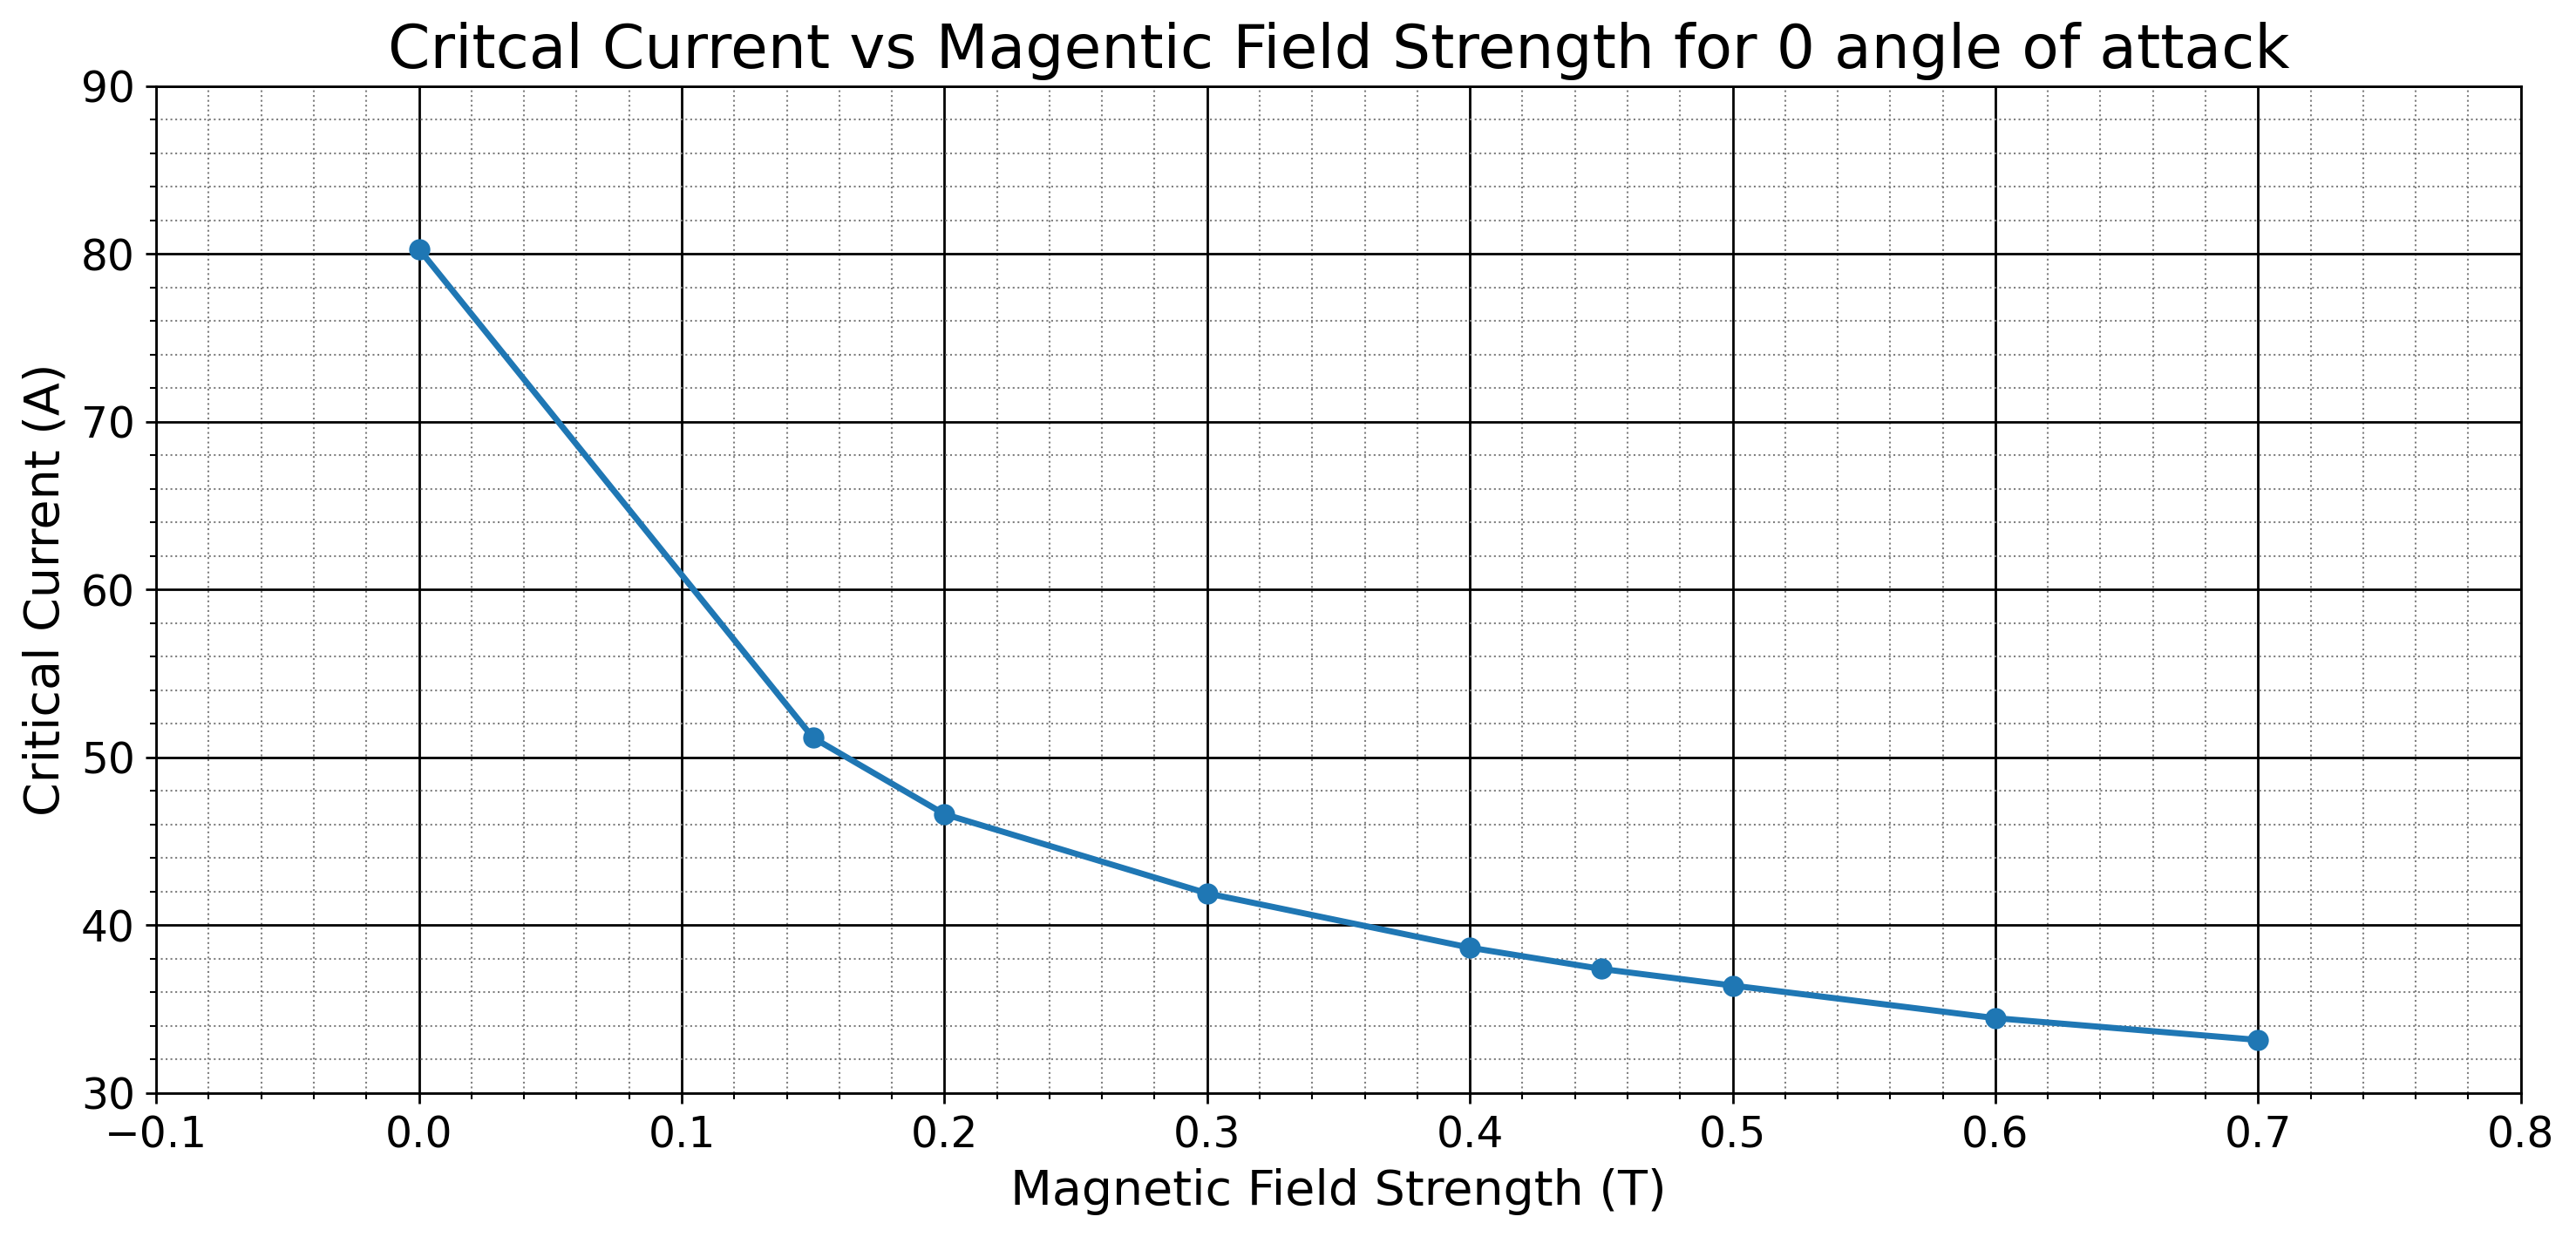 Critcal Current vs Magentic Field Strength for 0 angle of attack
90
80
70
60
50
40
30
Critical Current (A)
−0.1 0.0 0.1 0.2 0.3 0.4 0.5 0.6 0.7 0.8
Magnetic Field Strength (T)